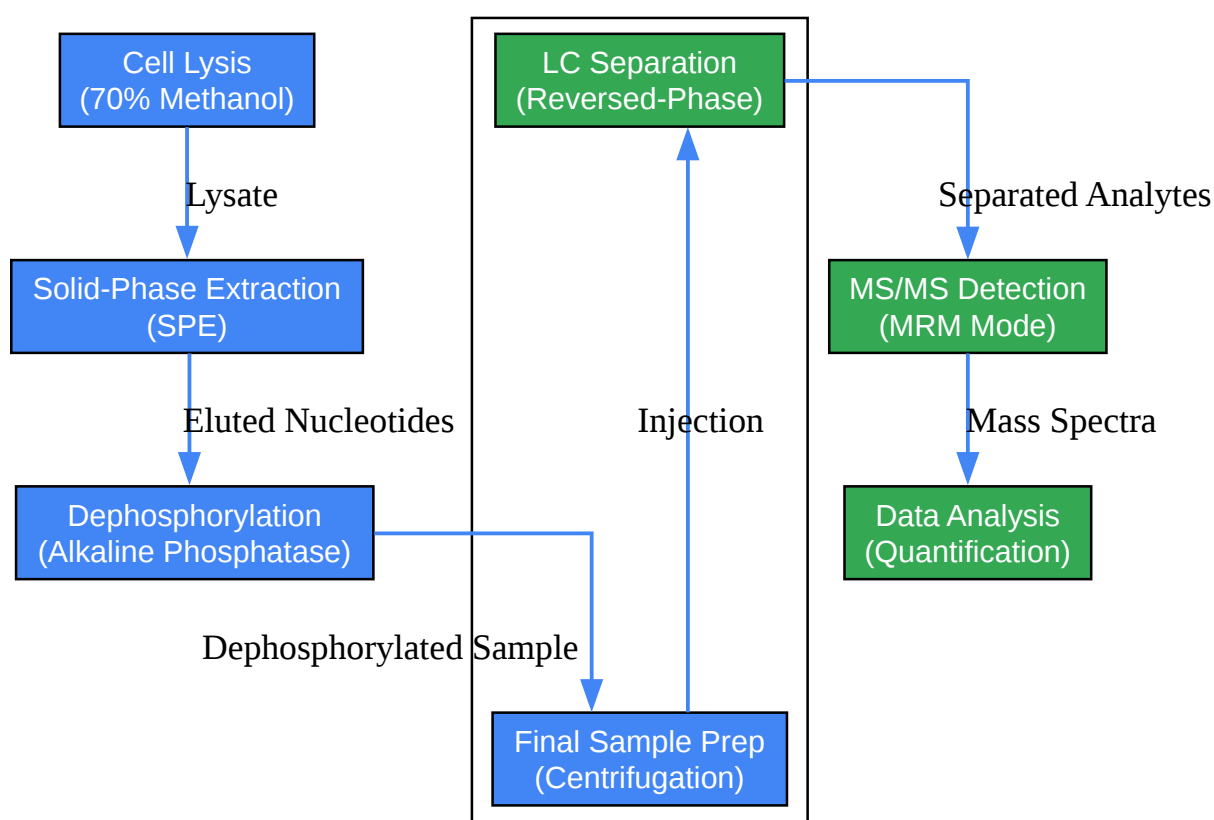 Cell Lysis
(70% Methanol)
Lysate
Solid-Phase Extraction
(SPE)
Eluted Nucleotides
Dephosphorylation
(Alkaline Phosphatase)
Dephosphorylated Sample
Final Sample Prep
(Centrifugation)
Injection
LC Separation
(Reversed-Phase)
Separated Analytes
MS/MS Detection
(MRM Mode)
Mass Spectra
Data Analysis
(Quantification)